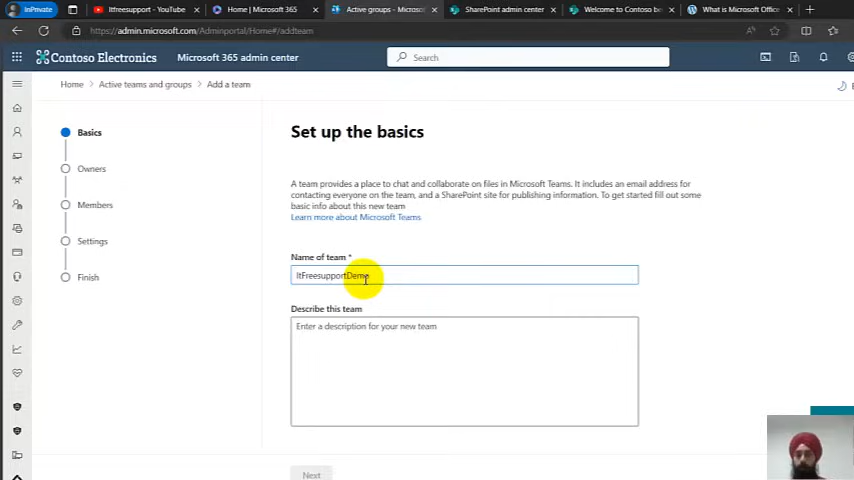 InPrivate
Itfreesupport - YouTube
Home | Microsoft 365
Active groups - Microso
SharePoint admin center
Welcome to Contoso be
What is Microsoft Office
https://admin.microsoft.com/Adminportal/Home#/addteam
Contoso Electronics
Microsoft 365 admin center
Search
Home > Active teams and groups > Add a team
Basics
Owners
Members
Settings
Finish
Set up the basics
A team provides a place to chat and collaborate on files in Microsoft Teams. It includes an email address for
contacting everyone on the team, and a SharePoint site for publishing information. To get started fill out some
basic info about this new team
Learn more about Microsoft Teams
Name of team *
ItFreesupportDemo
Describe this team
Enter a description for your new team
Next